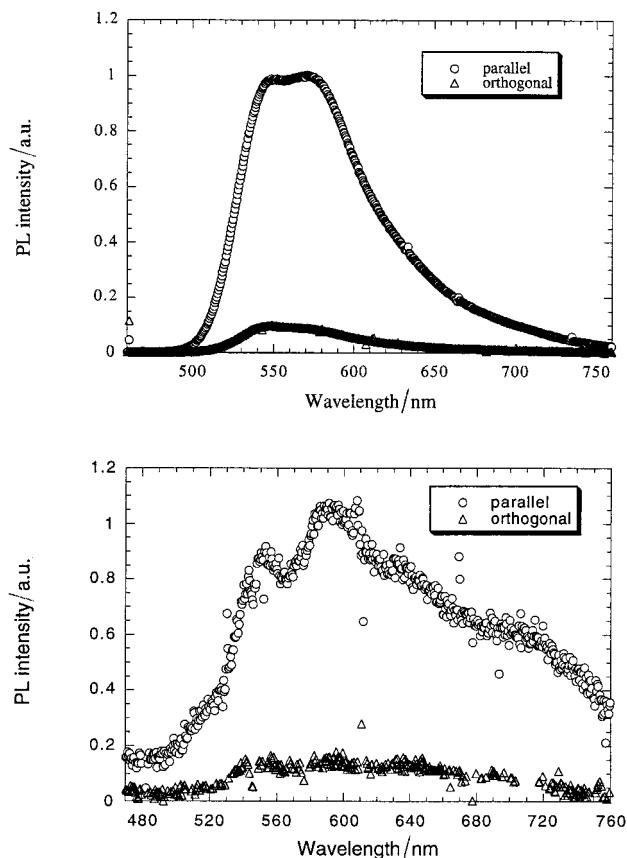 1.2
1
0.8
0.6
0.4
0.2
0
PL intensity/a.u.
parallel
orthogonal
500 550 600 650 700 750
Wavelength/nm
1.2
1
0.8
0.6
0.4
0.2
0
PL intensity/a.u.
parallel
orthogonal
480 520 560 600 640 680 720 760
Wavelength/nm